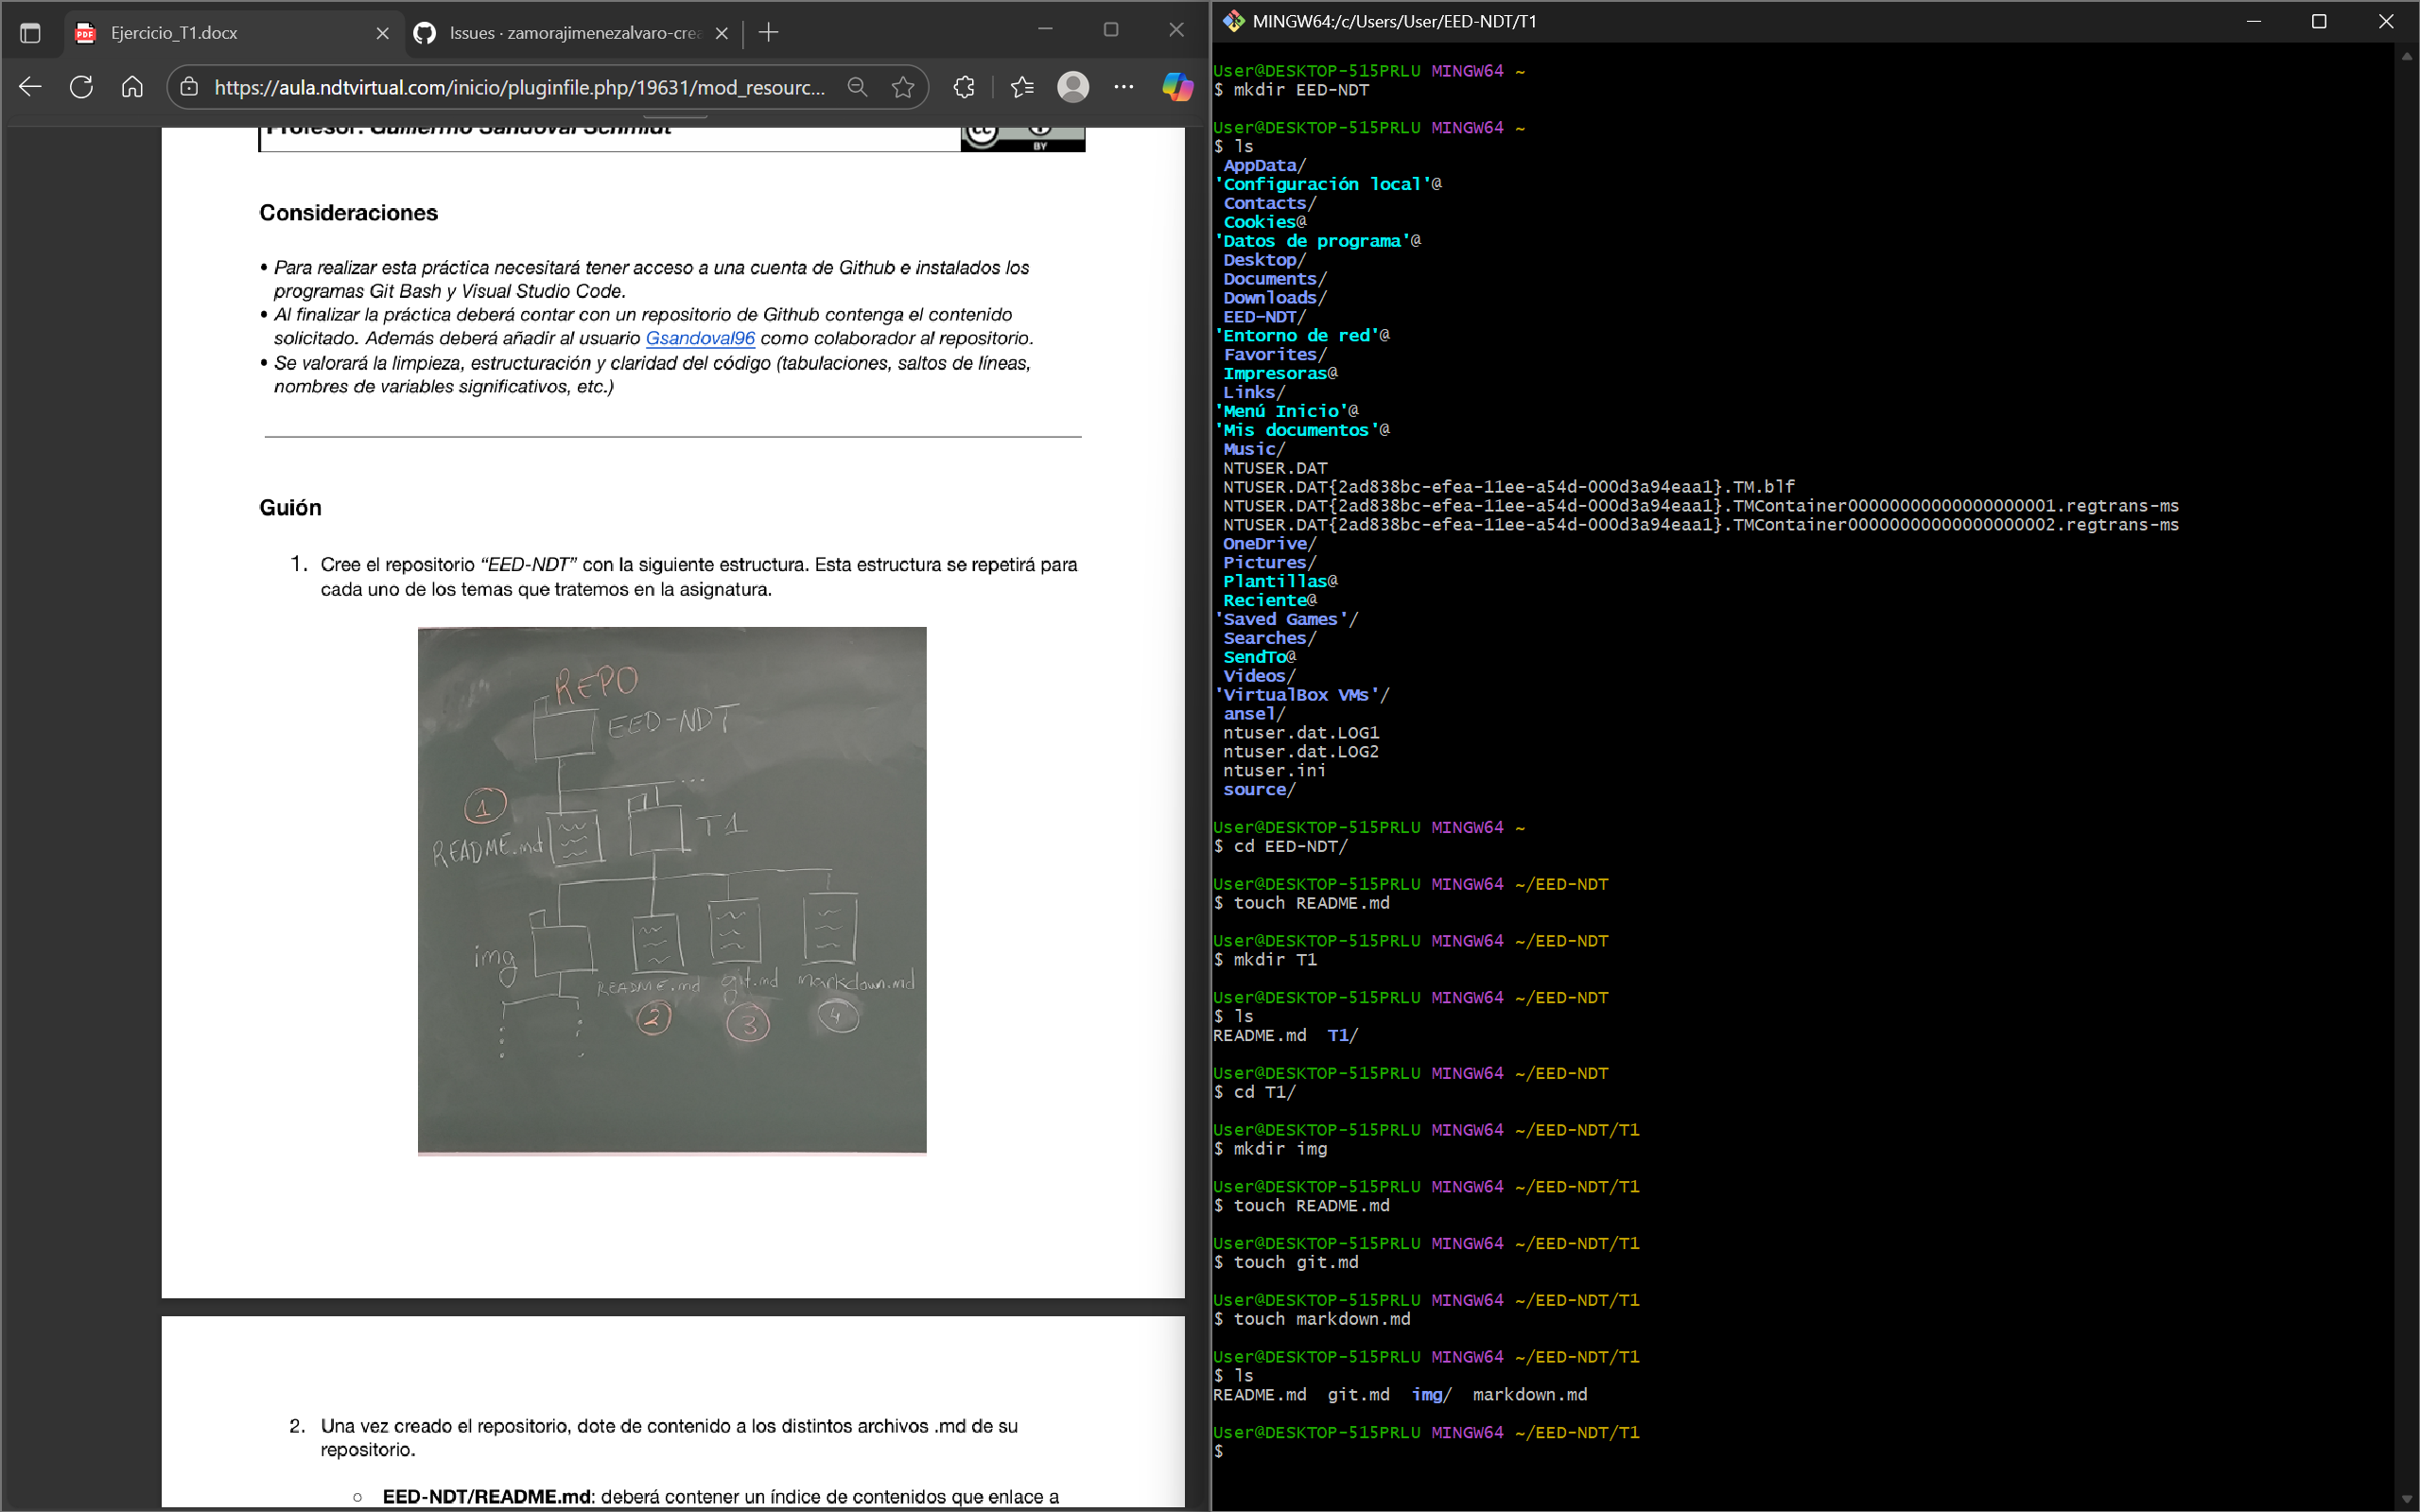 Ejercicio_T1.docx
Issues · zamorajimenezalvaro-crea
https://aula.ndtvirtual.com/inicio/pluginfile.php/19631/mod_resourc...
Profesor: Guillermo Sandoval Schmidt
cc
BY
Consideraciones
• Para realizar esta práctica necesitará tener acceso a una cuenta de Github e instalados los
programas Git Bash y Visual Studio Code.
• Al finalizar la práctica deberá contar con un repositorio de Github contenga el contenido
solicitado. Además deberá añadir al usuario Gsandoval96 como colaborador al repositorio.
• Se valorará la limpieza, estructuración y claridad del código (tabulaciones, saltos de líneas,
nombres de variables significativos, etc.)
Guión
1. Cree el repositorio “EED-NDT” con la siguiente estructura. Esta estructura se repetirá para
cada uno de los temas que tratemos en la asignatura.
REPO
EED-NDT
...
1
README.md
T1
img
README.md
git.md
markdown.md
2
3
4
2. Una vez creado el repositorio, dote de contenido a los distintos archivos .md de su
repositorio.
○ EED-NDT/README.md: deberá contener un índice de contenidos que enlace a
MINGW64:/c/Users/User/EED-NDT/T1
User@DESKTOP-515PRLU MINGW64 ~
$ mkdir EED-NDT
User@DESKTOP-515PRLU MINGW64 ~
$ ls
AppData/
'Configuración local'@
Contacts/
Cookies@
'Datos de programa'@
Desktop/
Documents/
Downloads/
EED-NDT/
'Entorno de red'@
Favorites/
Impresoras@
Links/
'Menú Inicio'@
'Mis documentos'@
Music/
NTUSER.DAT
NTUSER.DAT{2ad838bc-efea-11ee-a54d-000d3a94eaa1}.TM.blf
NTUSER.DAT{2ad838bc-efea-11ee-a54d-000d3a94eaa1}.TMContainer00000000000000000001.regtrans-ms
NTUSER.DAT{2ad838bc-efea-11ee-a54d-000d3a94eaa1}.TMContainer00000000000000000002.regtrans-ms
OneDrive/
Pictures/
Plantillas@
Reciente@
'Saved Games'/
Searches/
SendTo@
Videos/
'VirtualBox VMs'/
ansel/
ntuser.dat.LOG1
ntuser.dat.LOG2
ntuser.ini
source/
User@DESKTOP-515PRLU MINGW64 ~
$ cd EED-NDT/
User@DESKTOP-515PRLU MINGW64 ~/EED-NDT
$ touch README.md
User@DESKTOP-515PRLU MINGW64 ~/EED-NDT
$ mkdir T1
User@DESKTOP-515PRLU MINGW64 ~/EED-NDT
$ ls
README.md T1/
User@DESKTOP-515PRLU MINGW64 ~/EED-NDT
$ cd T1/
User@DESKTOP-515PRLU MINGW64 ~/EED-NDT/T1
$ mkdir img
User@DESKTOP-515PRLU MINGW64 ~/EED-NDT/T1
$ touch README.md
User@DESKTOP-515PRLU MINGW64 ~/EED-NDT/T1
$ touch git.md
User@DESKTOP-515PRLU MINGW64 ~/EED-NDT/T1
$ touch markdown.md
User@DESKTOP-515PRLU MINGW64 ~/EED-NDT/T1
$ ls
README.md git.md img/ markdown.md
User@DESKTOP-515PRLU MINGW64 ~/EED-NDT/T1
$